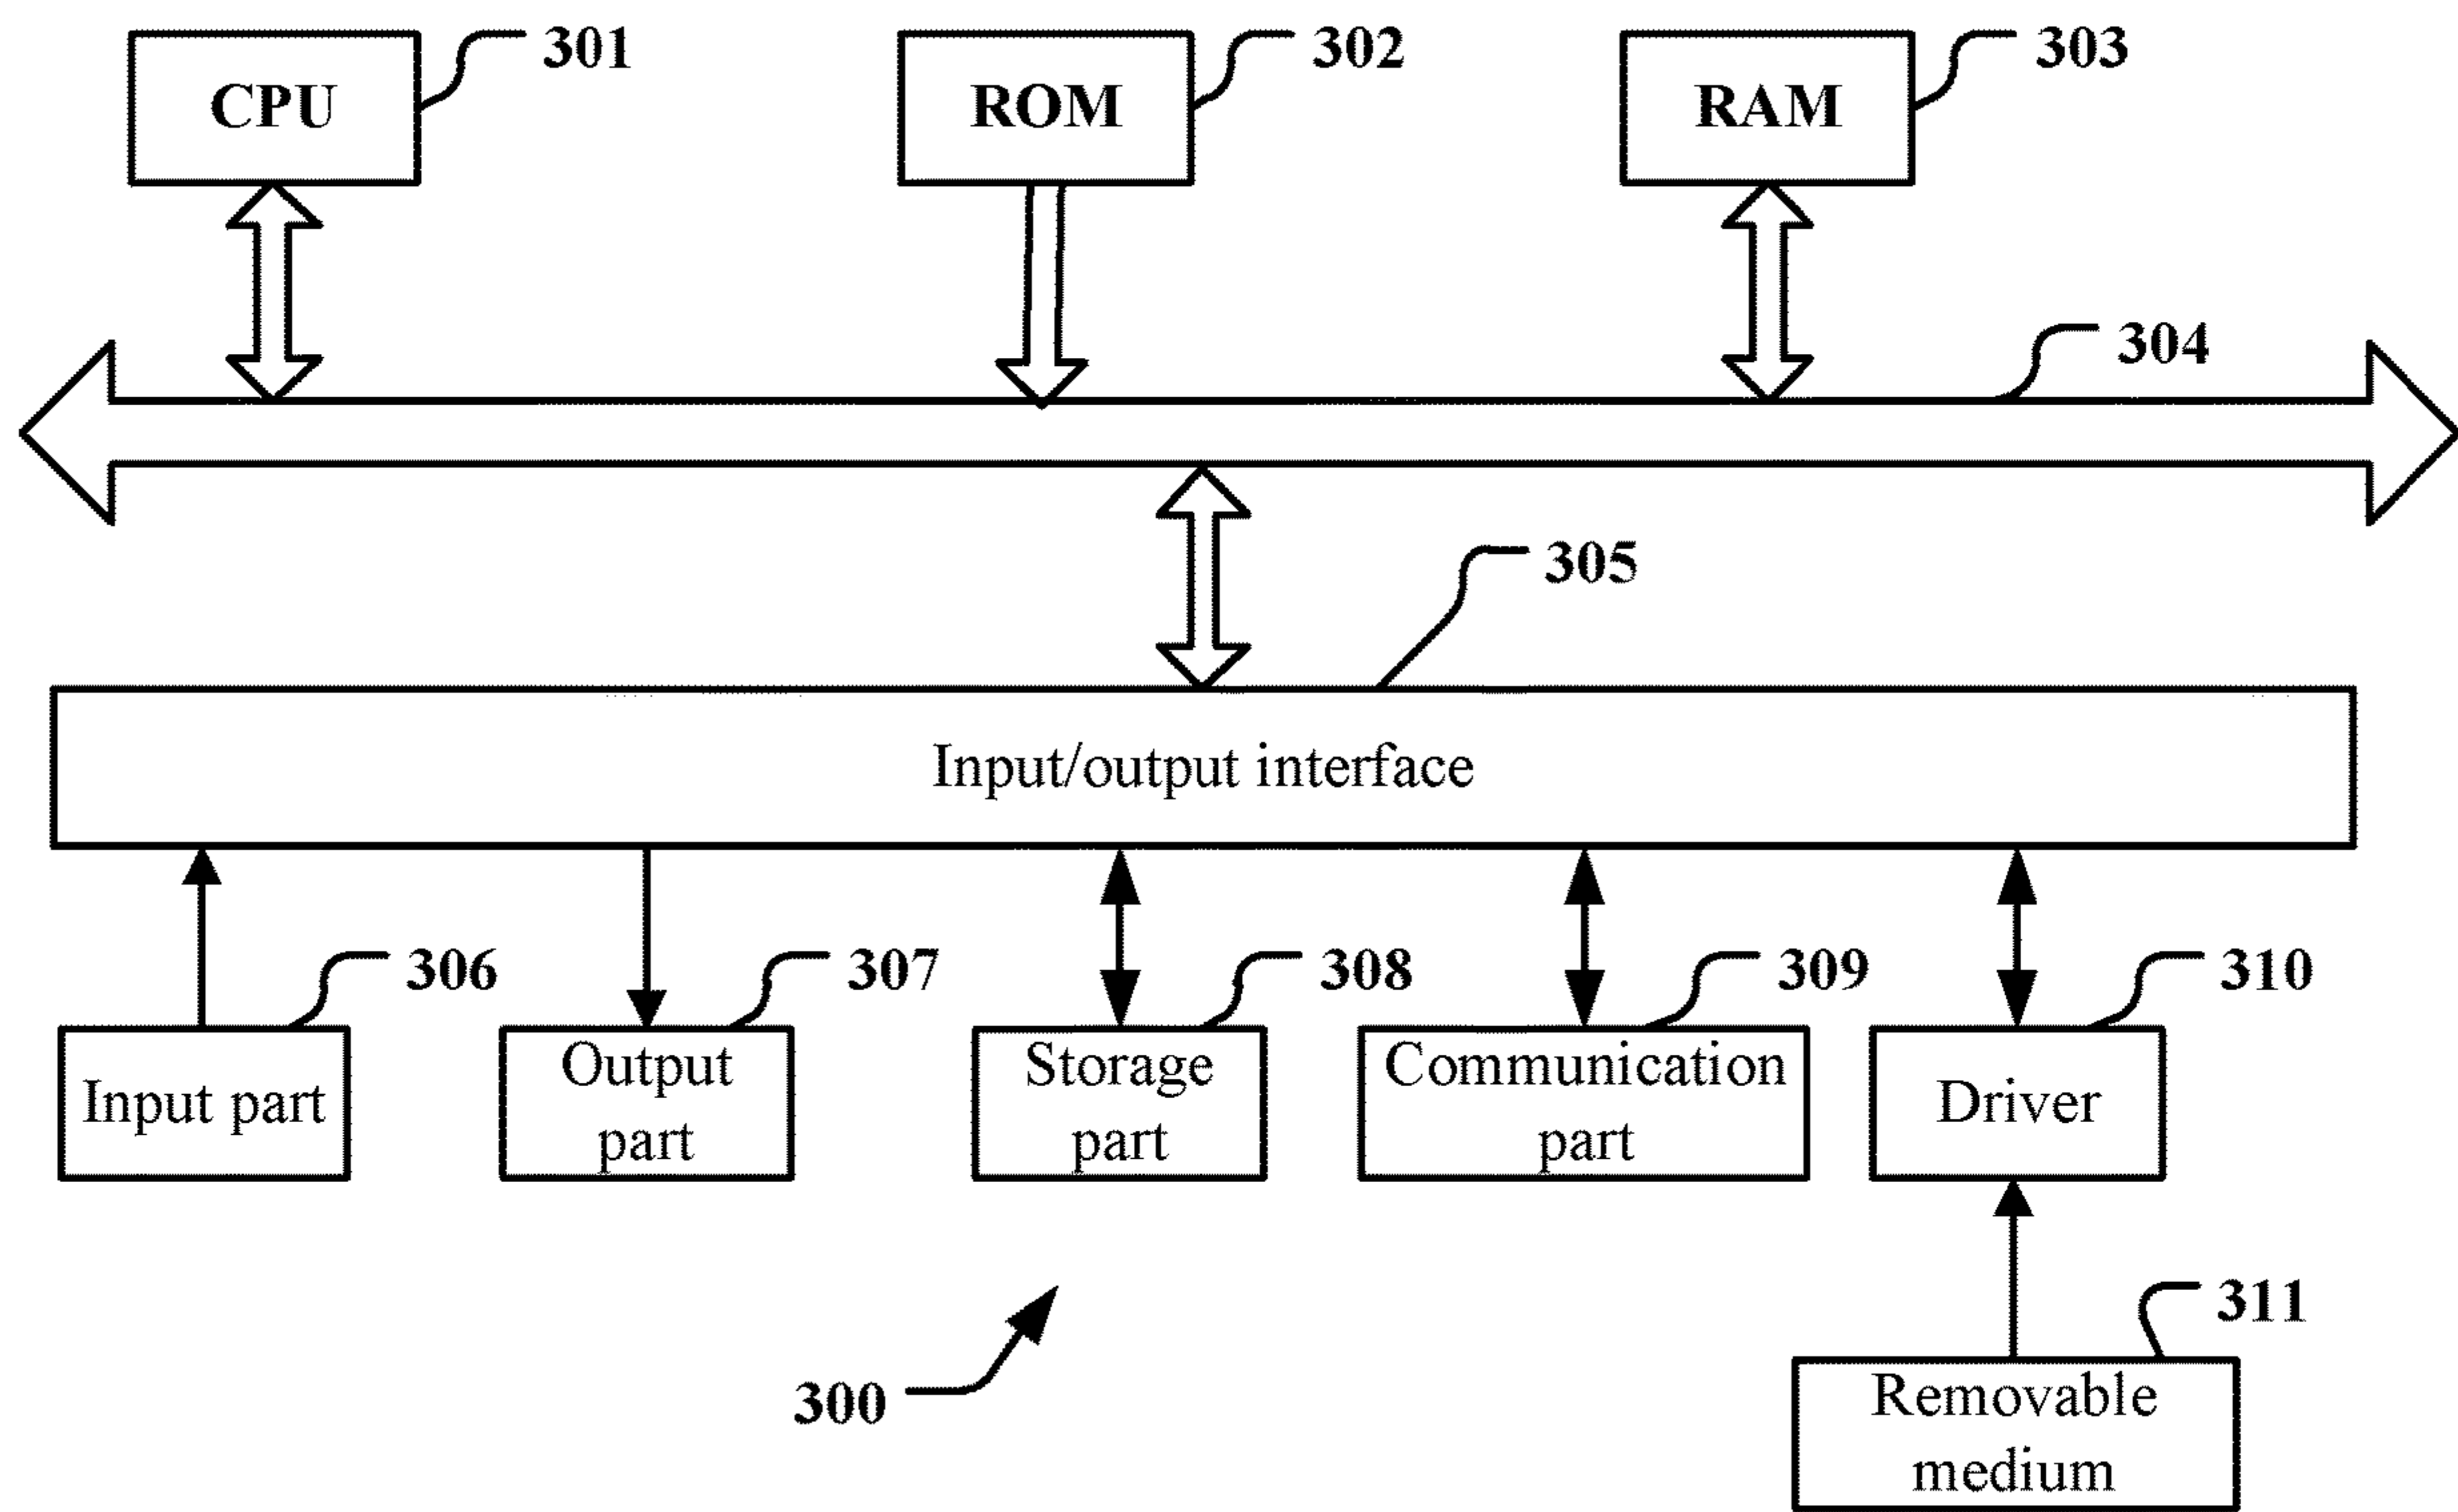 CPU
301
ROM
302
RAM
303
304
305
Input/output interface
306
307
308
309
310
Input part
Output
part
Storage
part
Communication
part
Driver
311
300
Removable
medium